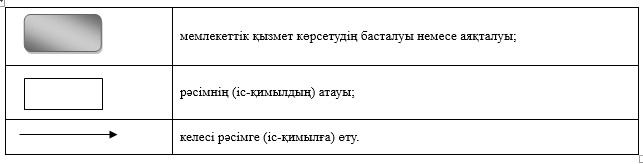 мемлекеттік қызмет көрсетудің басталуы немесе аяқталуы;
рәсімнің (іс-қимылдың) атауы;
келесі рәсімге (іс-қимылға) өту.